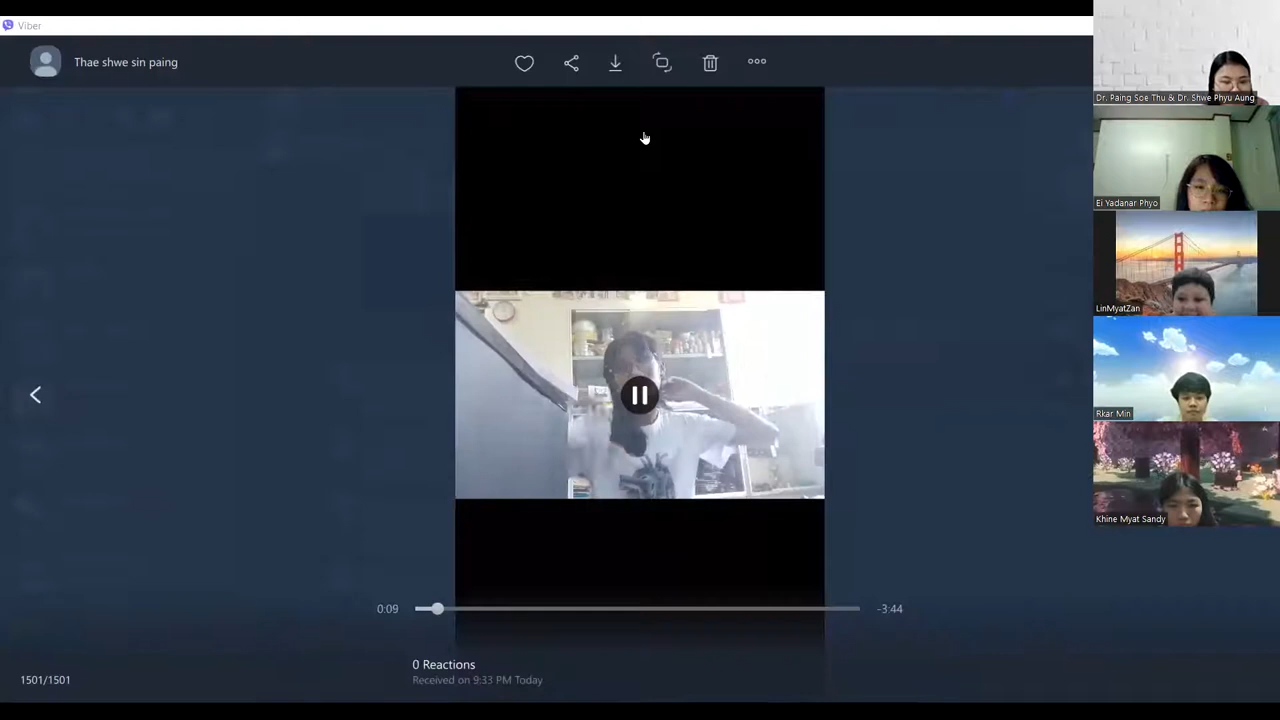 Viber
Thae shwe sin paing
0:09
-3:44
0 Reactions
Received on 9:33 PM Today
1501/1501
Dr. Paing Soe Thu & Dr. Shwe Phyu Aung
Ei Yadanar Phyo
LinMyatZan
Rkar Min
Khine Myat Sandy